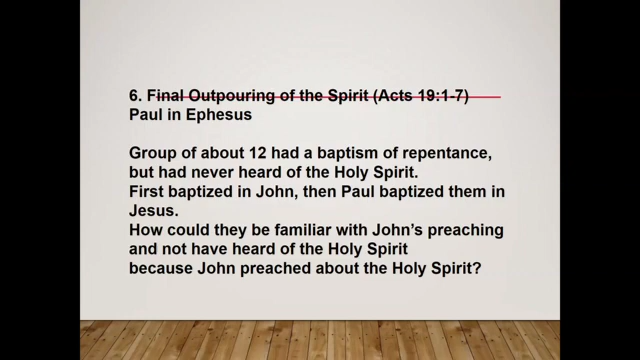 6. Final Outpouring of the Spirit (Acts 19:1-7)
Paul in Ephesus
Group of about 12 had a baptism of repentance,
but had never heard of the Holy Spirit.
First baptized in John, then Paul baptized them in
Jesus.
How could they be familiar with John's preaching
and not have heard of the Holy Spirit
because John preached about the Holy Spirit?